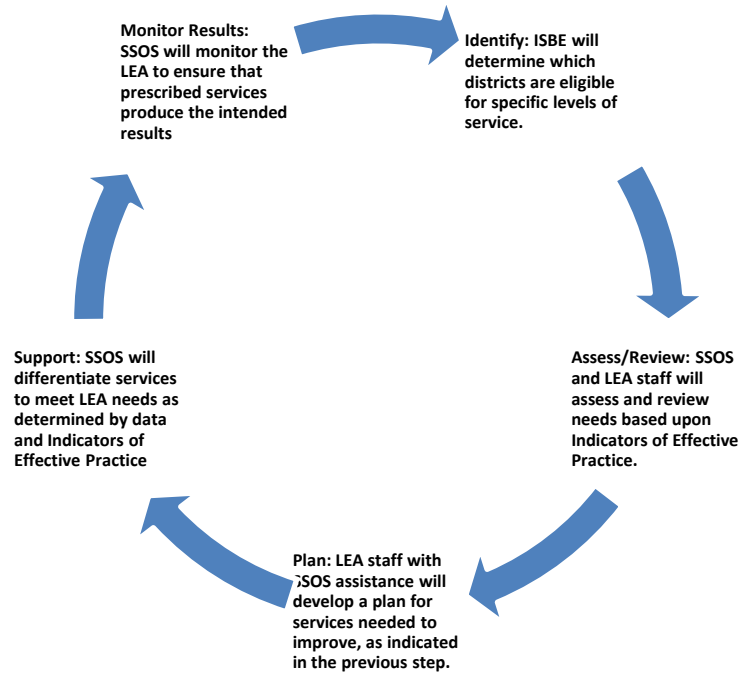 Monitor Results:
SSOS will monitor the
LEA to ensure that
prescribed services
produce the intended
results
Identify: ISBE will
determine which
districts are eligible
for specific levels of
service.
Assess/Review: SSOS
and LEA staff will
assess and review
needs based upon
Indicators of Effective
Practice.
Plan: LEA staff with
SSOS assistance will
develop a plan for
services needed to
improve, as indicated
in the previous step.
Support: SSOS will
differentiate services
to meet LEA needs as
determined by data
and Indicators of
Effective Practice